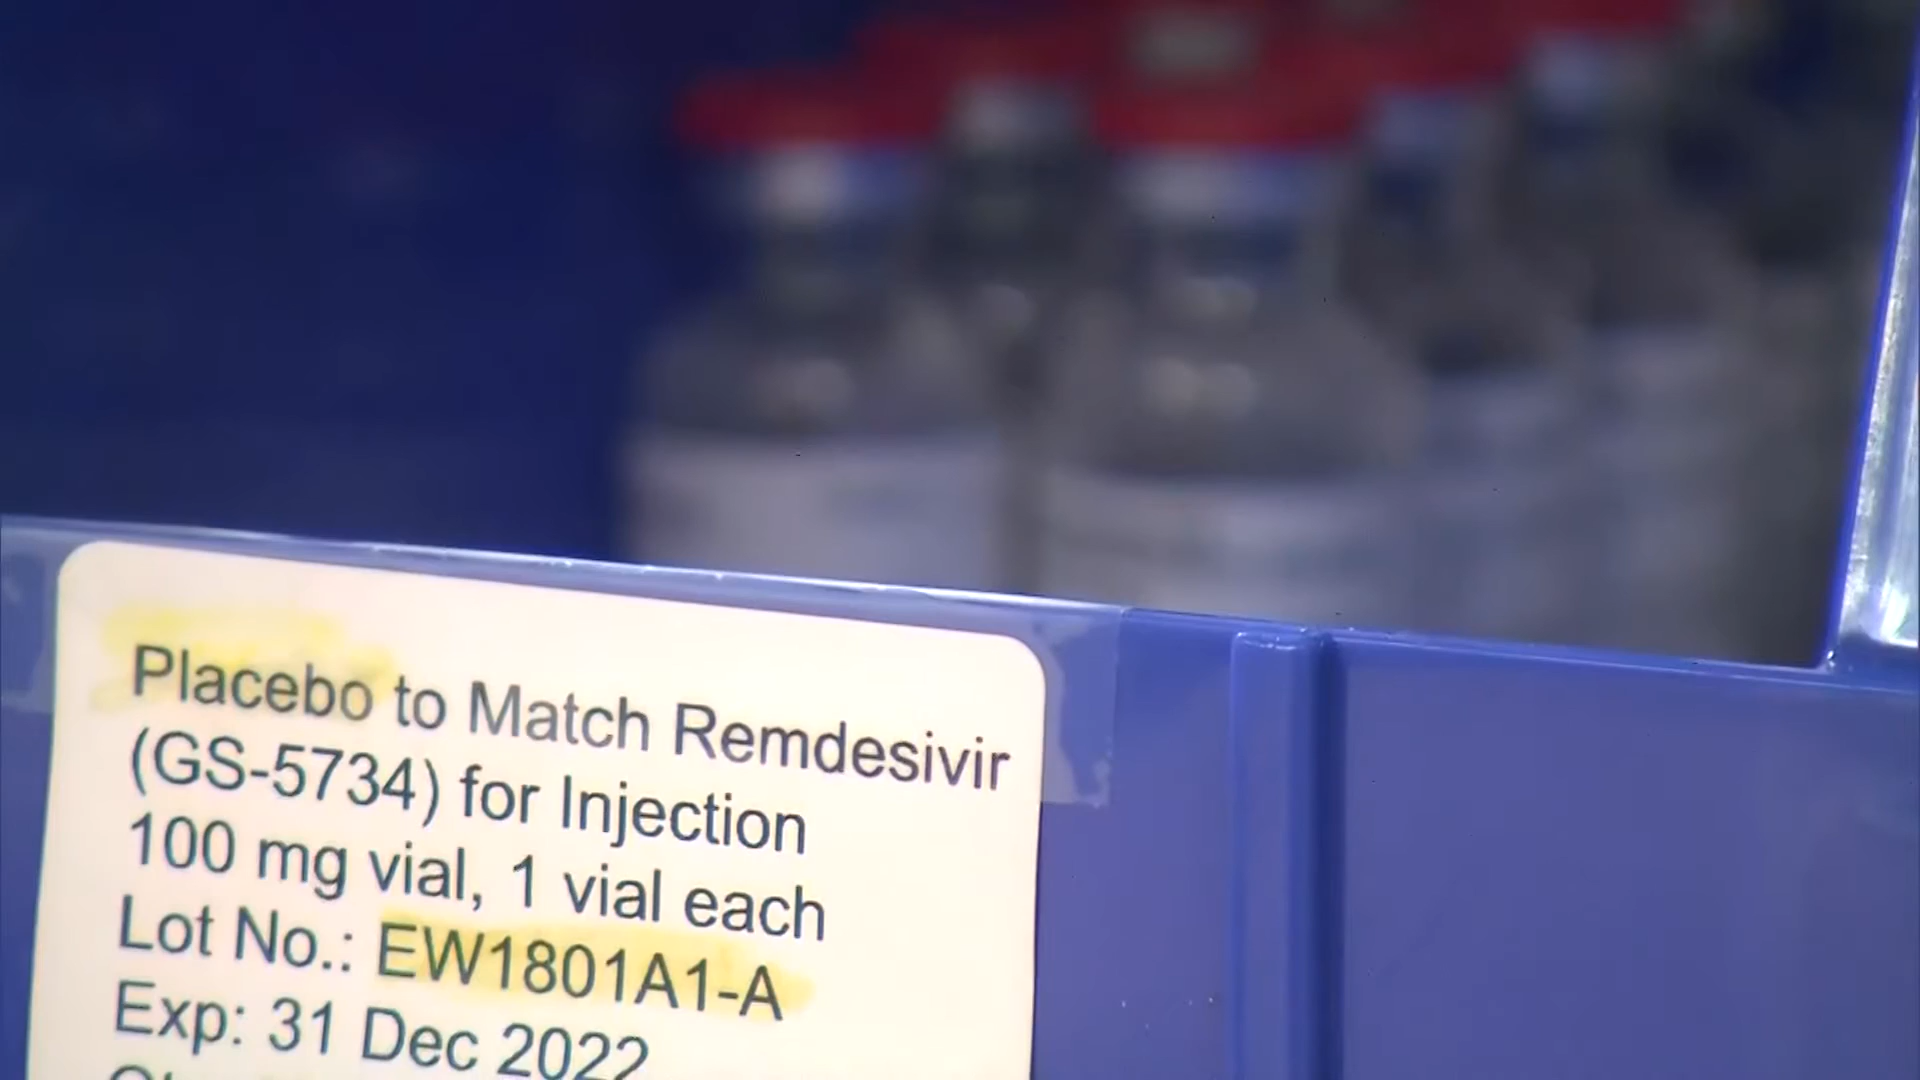 Placebo to Match Remdesivir
(GS-5734) for Injection
100 mg vial, 1 vial each
Lot No.: EW1801A1-A
Exp: 31 Dec 2022